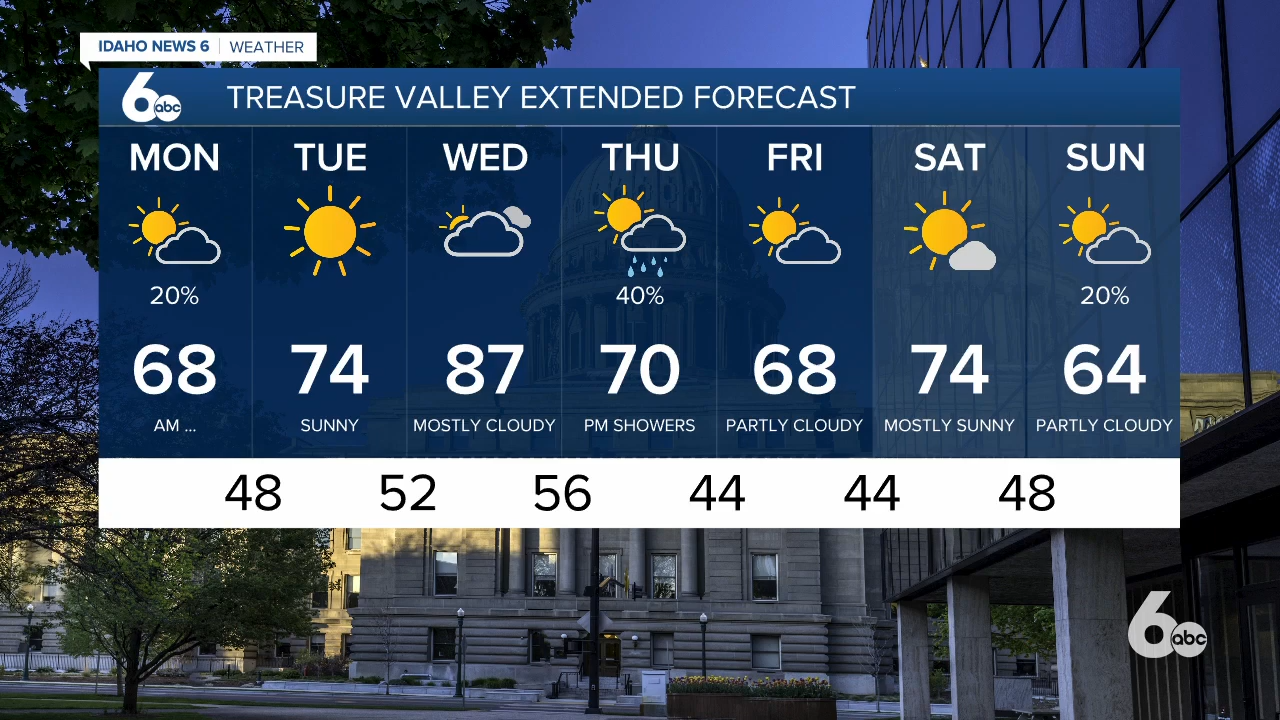 IDAHO NEWS 6 | WEATHER
6abc TREASURE VALLEY EXTENDED FORECAST
MON TUE WED THU FRI SAT SUN
20% 40% 20%
68 74 87 70 68 74 64
AM ... SUNNY MOSTLY CLOUDY PM SHOWERS PARTLY CLOUDY MOSTLY SUNNY PARTLY CLOUDY
48 52 56 44 44 48
6abc